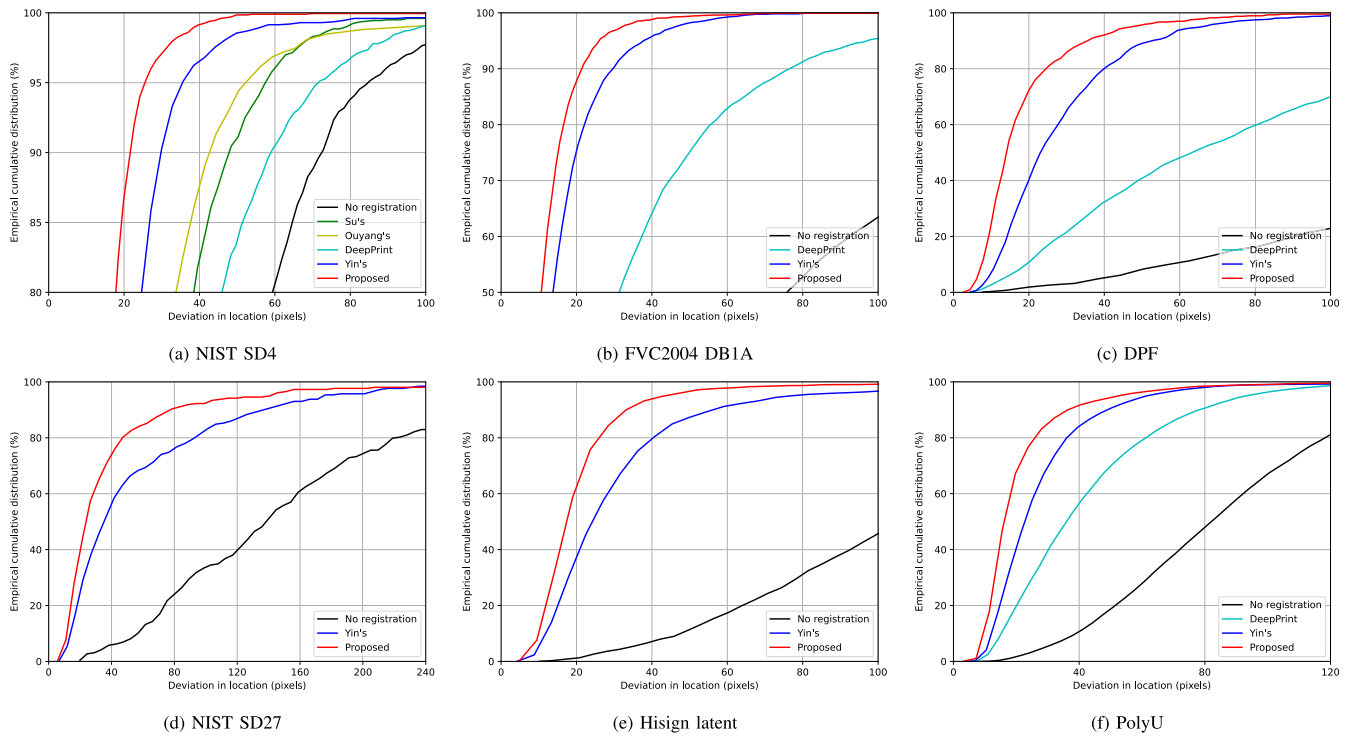 100
95
90
85
80
0
20
40
60
80
100
Empirical cumulative distribution (%)
Deviation in location (pixels)
No registration
Su's
Ouyang's
DeepPrint
Yin's
Proposed
(a) NIST SD4
100
90
80
70
60
50
0
20
40
60
80
100
Empirical cumulative distribution (%)
Deviation in location (pixels)
No registration
DeepPrint
Yin's
Proposed
(b) FVC2004 DB1A
100
80
60
40
20
0
0
20
40
60
80
100
Empirical cumulative distribution (%)
Deviation in location (pixels)
No registration
DeepPrint
Yin's
Proposed
(c) DPF
100
80
60
40
20
0
0
40
80
120
160
200
240
Empirical cumulative distribution (%)
Deviation in location (pixels)
No registration
Yin's
Proposed
(d) NIST SD27
100
80
60
40
20
0
0
20
40
60
80
100
Empirical cumulative distribution (%)
Deviation in location (pixels)
No registration
Yin's
Proposed
(e) Hisign latent
100
80
60
40
20
0
0
40
80
120
Empirical cumulative distribution (%)
Deviation in location (pixels)
No registration
DeepPrint
Yin's
Proposed
(f) PolyU